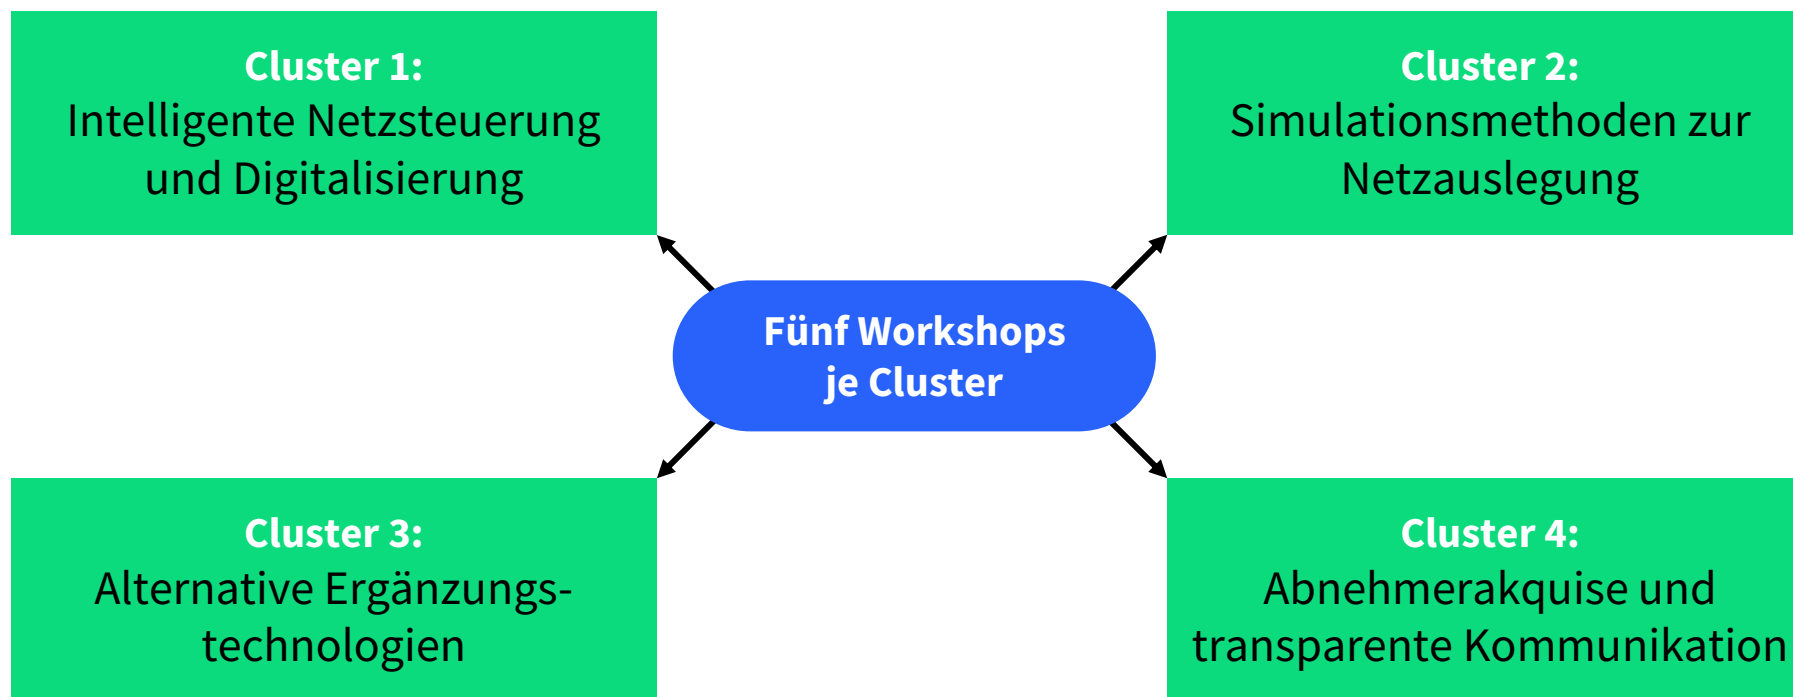 Cluster 1:
Intelligente Netzsteuerung
und Digitalisierung
Cluster 2:
Simulationsmethoden zur
Netzauslegung
Fünf Workshops
je Cluster
Cluster 3:
Alternative Ergänzungs-
technologien
Cluster 4:
Abnehmerakquise und
transparente Kommunikation